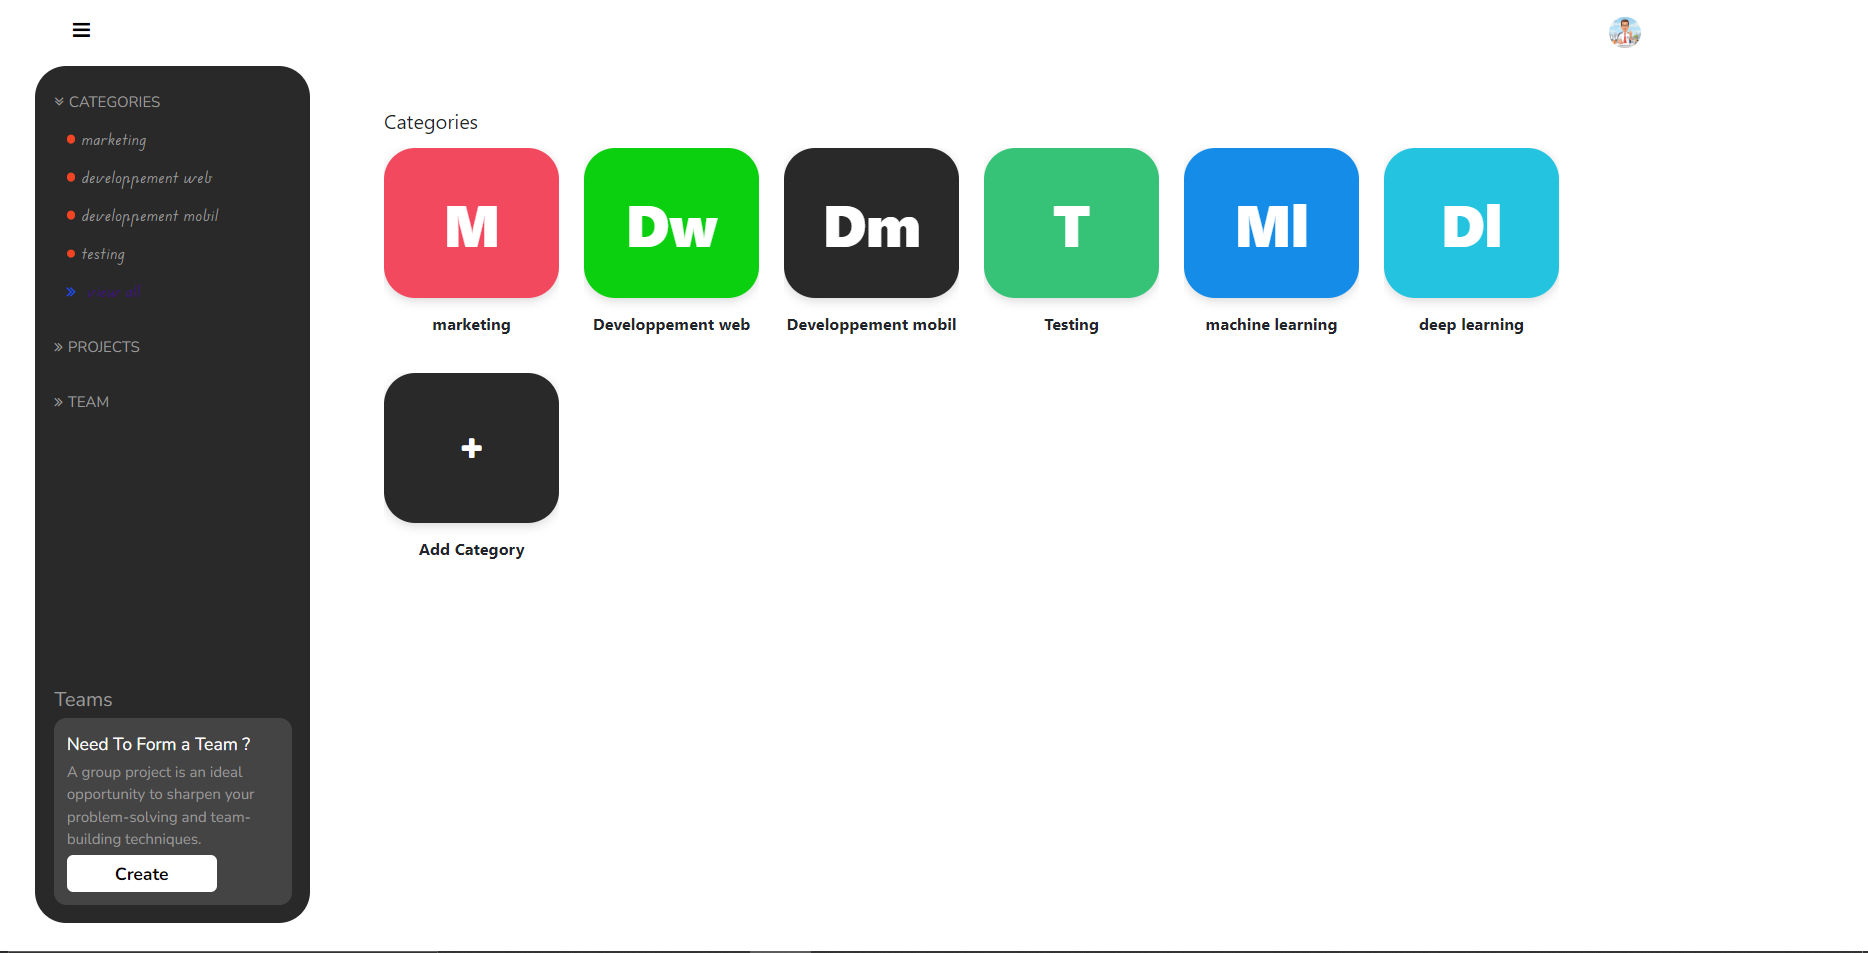 CATEGORIES
marketing
developpement web
developpement mobil
testing
view all
PROJECTS
TEAM
Teams
Need To Form a Team ?
A group project is an ideal
opportunity to sharpen your
problem-solving and team-
building techniques.
Create
Categories
M
Dw
Dm
T
Ml
Dl
marketing
Developpement web
Developpement mobil
Testing
machine learning
deep learning
+
Add Category